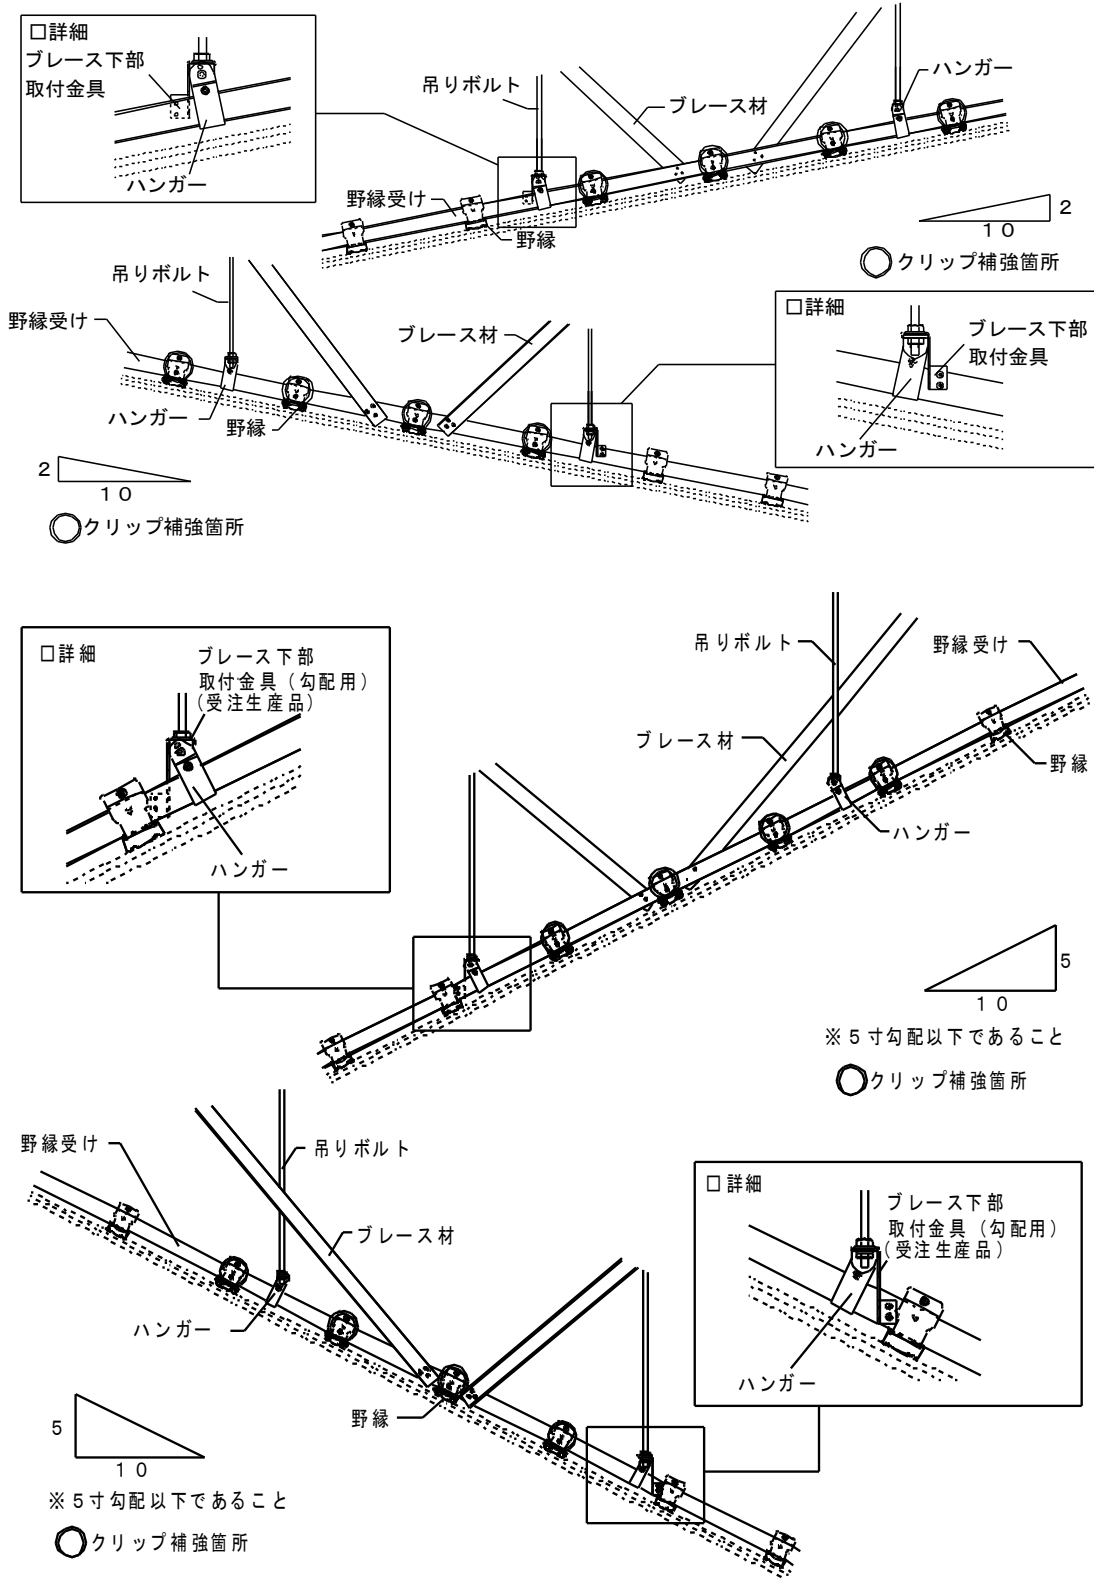 □詳細
ブレース下部
取付金具
ハンガー
吊りボルト
ブレース材
ハンガー
野縁受け
野縁
2
10
クリップ補強箇所
吊りボルト
野縁受け
ブレース材
ハンガー
野縁
2
10
クリップ補強箇所
□詳細
ブレース下部
取付金具
ハンガー
□詳細
ブレース下部
取付金具（勾配用）
（受注生産品）
ハンガー
吊りボルト
野縁受け
ブレース材
野縁
ハンガー
5
10
※5寸勾配以下であること
クリップ補強箇所
野縁受け
吊りボルト
ブレース材
ハンガー
野縁
5
10
※5寸勾配以下であること
クリップ補強箇所
□詳細
ブレース下部
取付金具（勾配用）
（受注生産品）
ハンガー